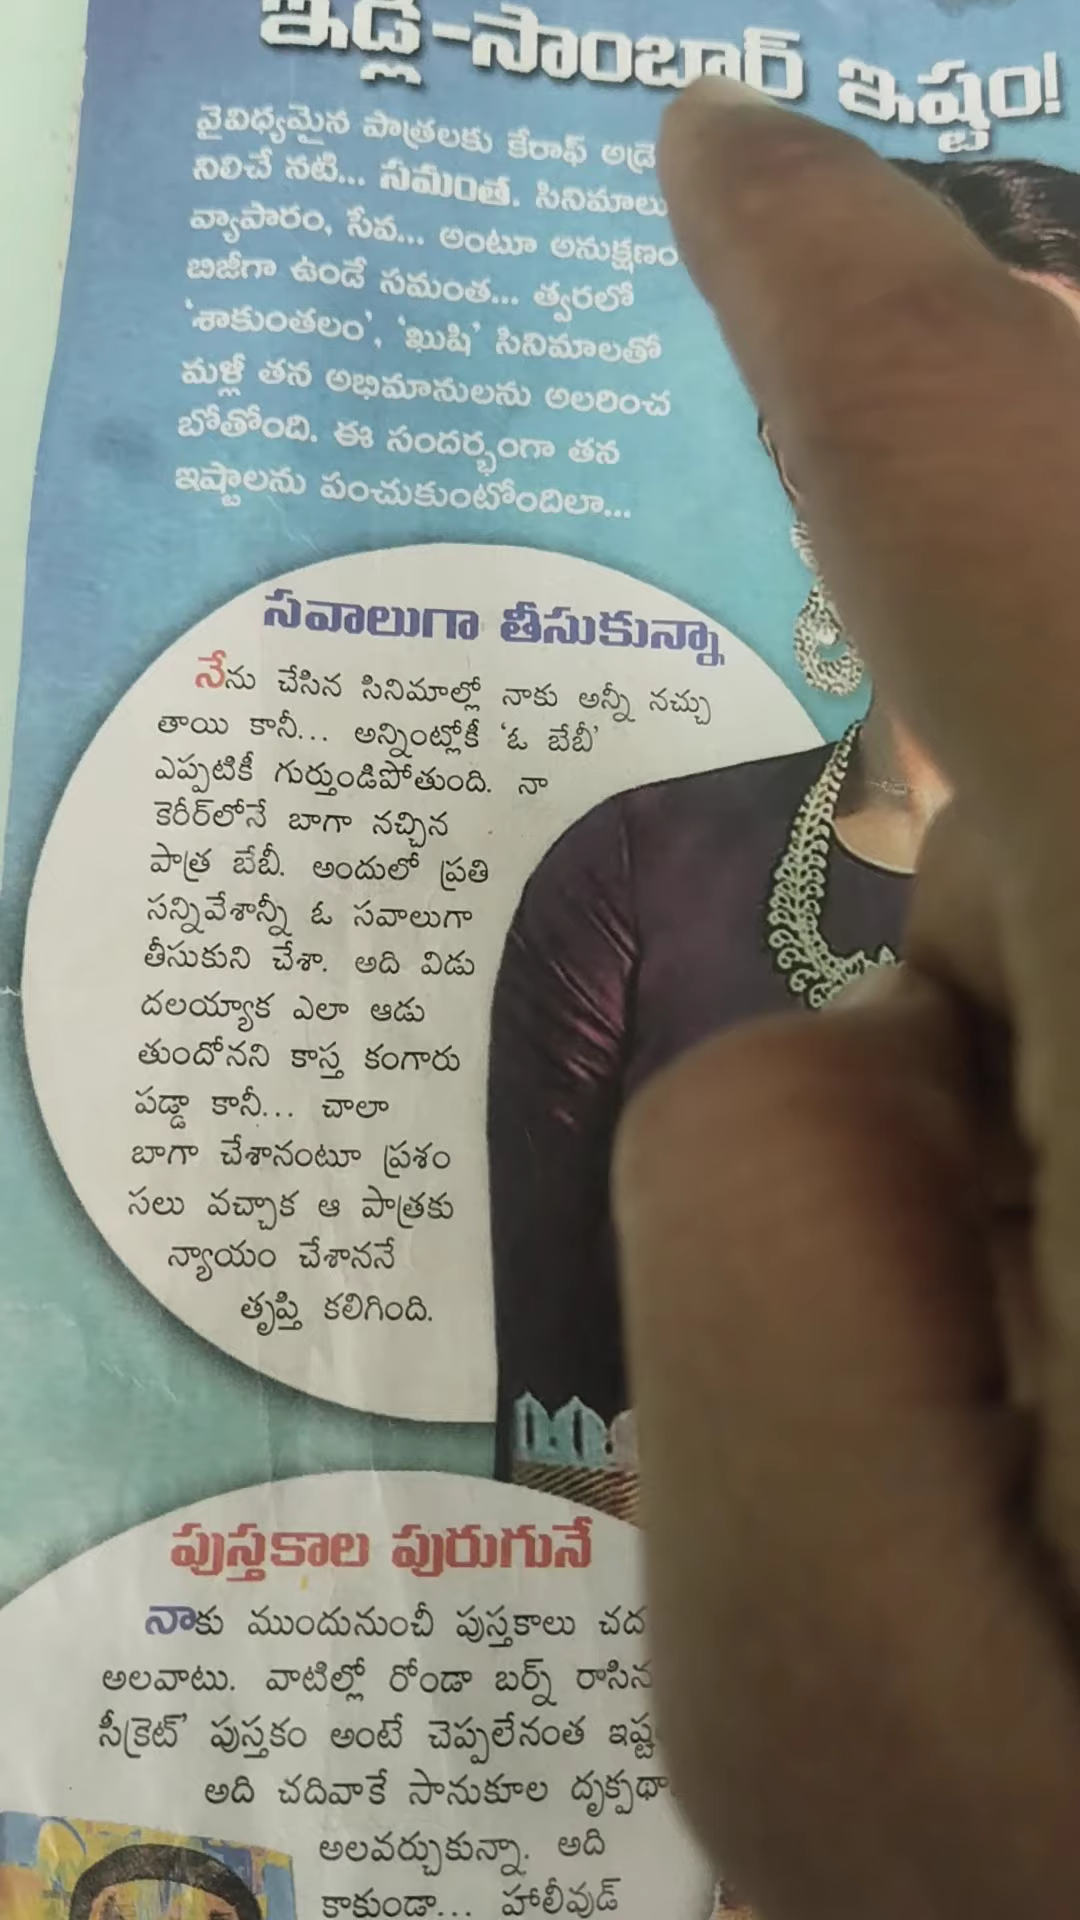 ఇడ్లీ-సాంబార్ ఇష్టం!
వైవిధ్యమైన పాత్రలకు కేరాఫ్
నిలిచే నటి... సమంత. సినిమాలు
వ్యాపారం, సేవ... అంటూ అనుక్షణం
బిజీగా ఉండే సమంత... త్వరలో
‘శాకుంతలం’, ‘ఖుషి’ సినిమాలతో
మళ్లీ తన అభిమానులను అలరించ
బోతోంది. ఈ సందర్భంగా తన
ఇష్టాలను పంచుకుంటోందిలా...
సవాలుగా తీసుకున్నా
నేను చేసిన సినిమాల్లో నాకు అన్నీ నచ్చు
తాయి కానీ... అన్నింట్లోకీ ‘ఓ బేబీ’
ఎప్పటికీ గుర్తుండిపోతుంది. నా
కెరీర్‌లోనే బాగా నచ్చిన
పాత్ర బేబీ. అందులో ప్రతి
సన్నివేశాన్నీ ఓ సవాలుగా
తీసుకుని చేశా. అది విడు
దలయ్యాక ఎలా ఆడు
తుందోనని కాస్త కంగారు
పడ్డా కానీ... చాలా
బాగా చేశానంటూ ప్రశం
సలు వచ్చాక ఆ పాత్రకు
న్యాయం చేశాననే
తృప్తి కలిగింది.
పుస్తకాల పురుగునే
నాకు ముందునుంచీ పుస్తకాలు చద
అలవాటు. వాటిల్లో రోండా బర్న్ రాసిన
సీక్రెట్’ పుస్తకం అంటే చెప్పలేనంత ఇష్ట
అది చదివాకే సానుకూల దృక్పథా
అలవర్చుకున్నా. అది
కాకుండా... హాలీవుడ్